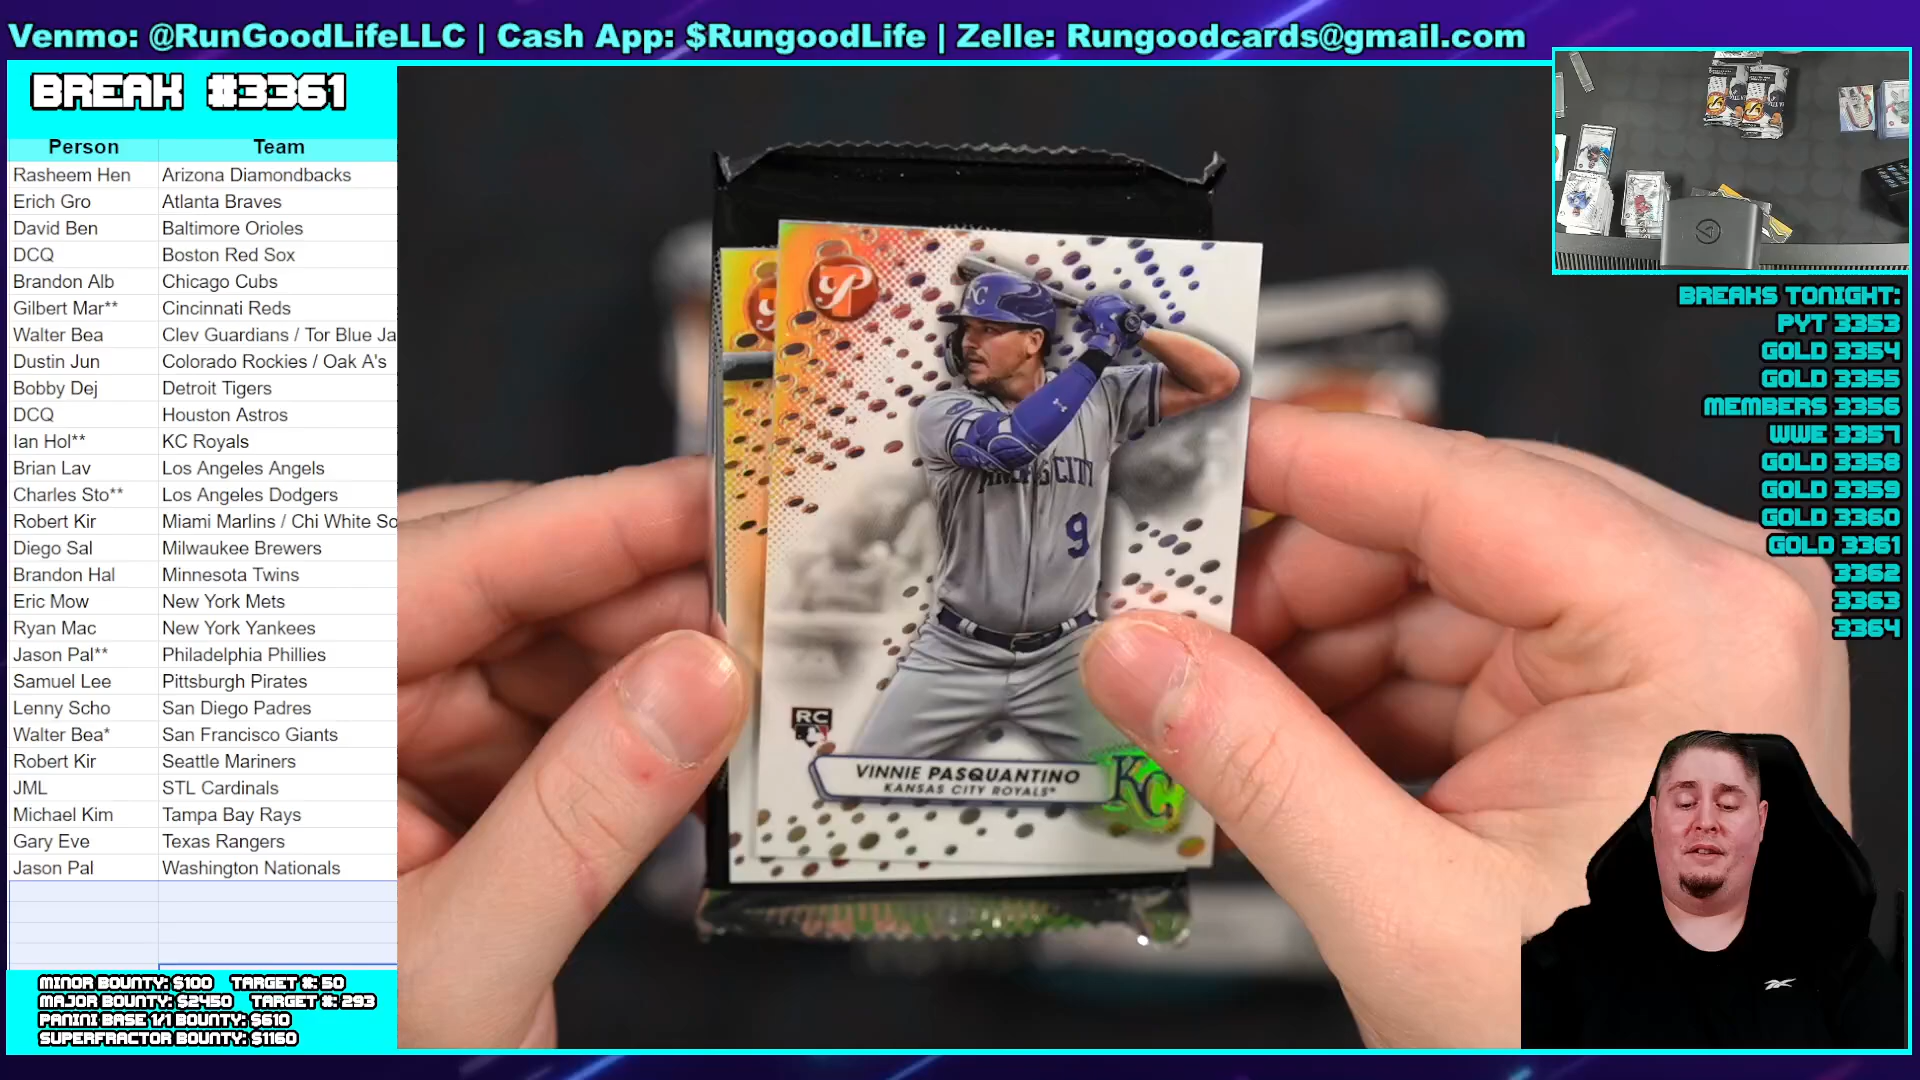 Venmo: @RunGoodLifeLLC | Cash App: $RungoodLife | Zelle: Rungoodcards@gmail.com
BREAK #3361
Person Team
Rasheem Hen Arizona Diamondbacks
Erich Gro Atlanta Braves
David Ben Baltimore Orioles
DCQ Boston Red Sox
Brandon Alb Chicago Cubs
Gilbert Mar** Cincinnati Reds
Walter Bea Clev Guardians / Tor Blue Ja
Dustin Jun Colorado Rockies / Oak A's
Bobby Dej Detroit Tigers
DCQ Houston Astros
Ian Hol** KC Royals
Brian Lav Los Angeles Angels
Charles Sto** Los Angeles Dodgers
Robert Kir Miami Marlins / Chi White So
Diego Sal Milwaukee Brewers
Brandon Hal Minnesota Twins
Eric Mow New York Mets
Ryan Mac New York Yankees
Jason Pal** Philadelphia Phillies
Samuel Lee Pittsburgh Pirates
Lenny Scho San Diego Padres
Walter Bea* San Francisco Giants
Robert Kir Seattle Mariners
JML STL Cardinals
Michael Kim Tampa Bay Rays
Gary Eve Texas Rangers
Jason Pal Washington Nationals
MINOR BOUNTY: $100 TARGET #: 50
MAJOR BOUNTY: $2450 TARGET #: 293
PANINI BASE 1/1 BOUNTY: $610
SUPERFRACTOR BOUNTY: $1160
P
KC
CITY
9
RC
VINNIE PASQUANTINO
KANSAS CITY ROYALS
KC
BREAKS TONIGHT:
PYT 3353
GOLD 3354
GOLD 3355
MEMBERS 3356
WWE 3357
GOLD 3358
GOLD 3359
GOLD 3360
GOLD 3361
3362
3363
3364